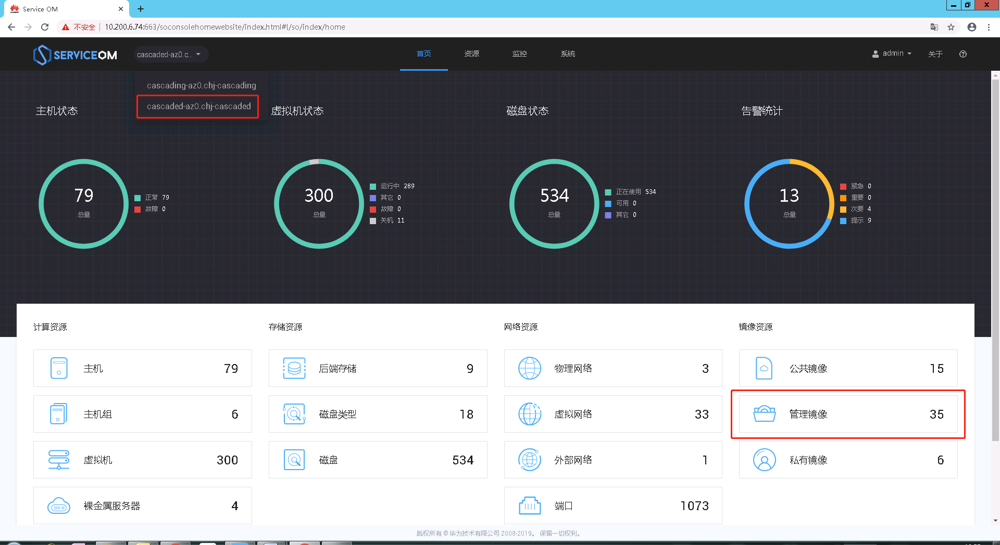 Service OM
不安全
10.200.6.74:663/soconsolehomewebsite/index.html#!/so/index/home
SERVICEOM
cascaded-az0.c...
首页
资源
监控
系统
admin
关于
cascading-az0.chj-cascading
cascaded-az0.chj-cascaded
主机状态
虚拟机状态
磁盘状态
告警统计
79
总量
正常 79
故障 0
300
总量
运行中 289
其它 0
故障 0
关机 11
534
总量
正在使用 534
可用 0
其它 0
13
总量
紧急 0
重要 0
次要 4
提示 9
计算资源
存储资源
网络资源
镜像资源
主机 79
后端存储 9
物理网络 3
公共镜像 15
主机组 6
磁盘类型 18
虚拟网络 33
管理镜像 35
虚拟机 300
磁盘 534
外部网络 1
私有镜像 6
裸金属服务器 4
端口 1073
版权所有 © 华为技术有限公司 2008-2019。 保留一切权利。